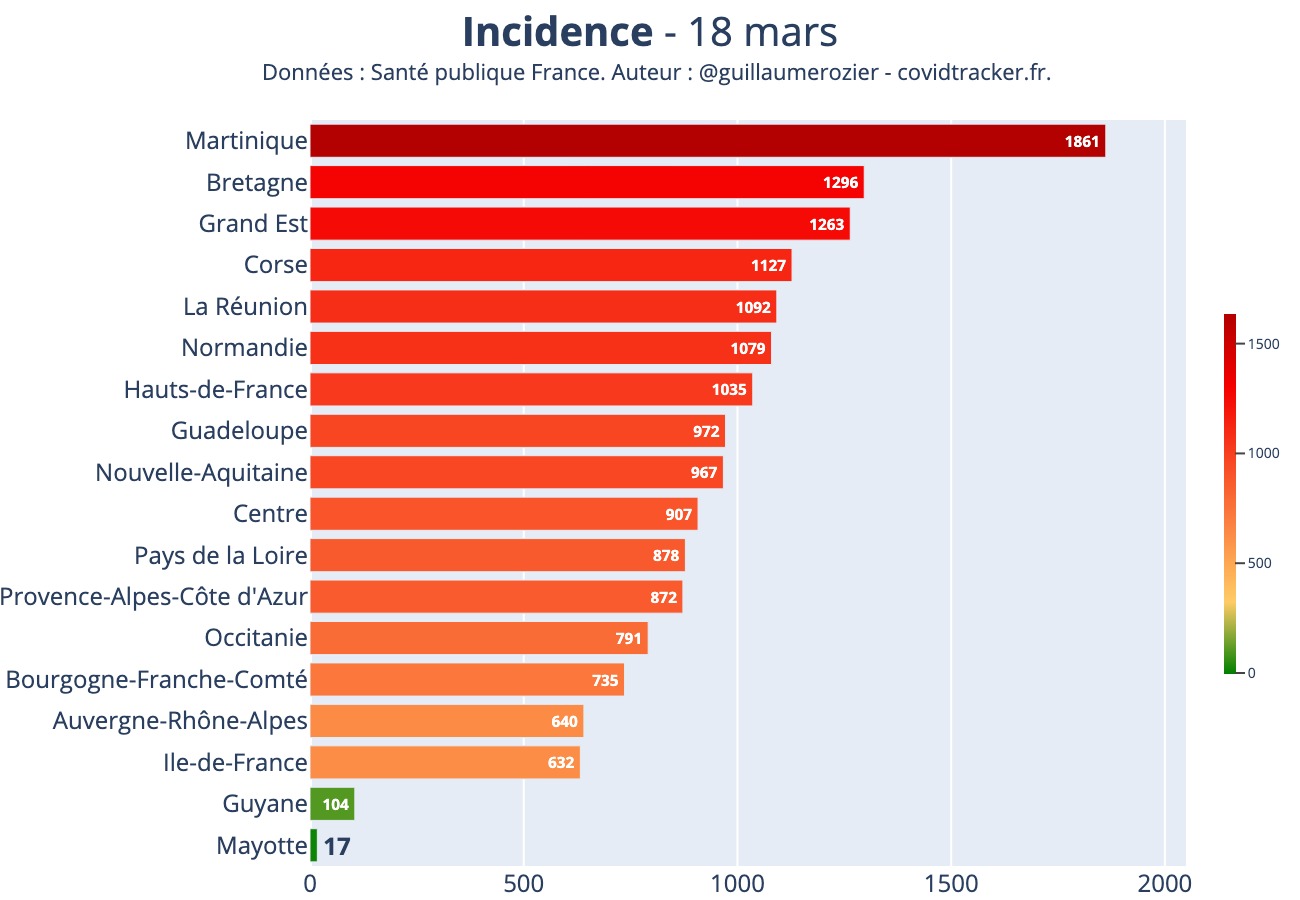 Incidence - 18 mars
Données : Santé publique France. Auteur : @guillaumerozier - covidtracker.fr.
Martinique 1861
Bretagne 1296
Grand Est 1263
Corse 1127
La Réunion 1092
Normandie 1079
Hauts-de-France 1035
Guadeloupe 972
Nouvelle-Aquitaine 967
Centre 907
Pays de la Loire 878
Provence-Alpes-Côte d'Azur 872
Occitanie 791
Bourgogne-Franche-Comté 735
Auvergne-Rhône-Alpes 640
Ile-de-France 632
Guyane 104
Mayotte 17
0 500 1000 1500 2000
1500
1000
500
0